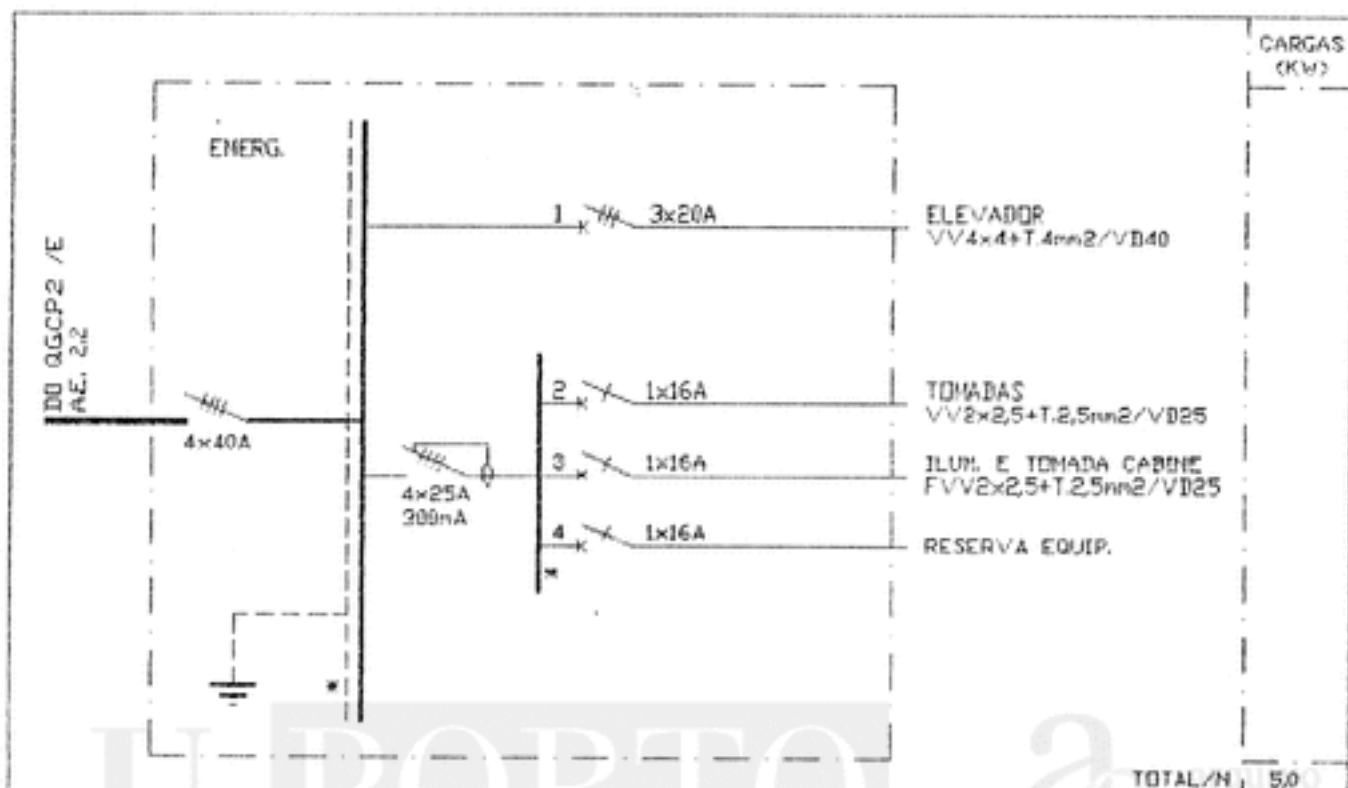 CARGAS
(KW)
ENERG.
DO QGCP2 /E
A.E. 2.2
4x40A
1 3x20A
ELEVADOR
VV4x4+T.4mm2/VD40
4x25A
300mA
2 1x16A
TOMADAS
VV2x2,5+T.2,5mm2/VD25
3 1x16A
ILUM. E TOMADA CABINE
FVV2x2,5+T.2,5mm2/VD25
4 1x16A
RESERVA EQUIP.
*
*
U.PORTO
a
arquivo
TOTAL/N 5,0